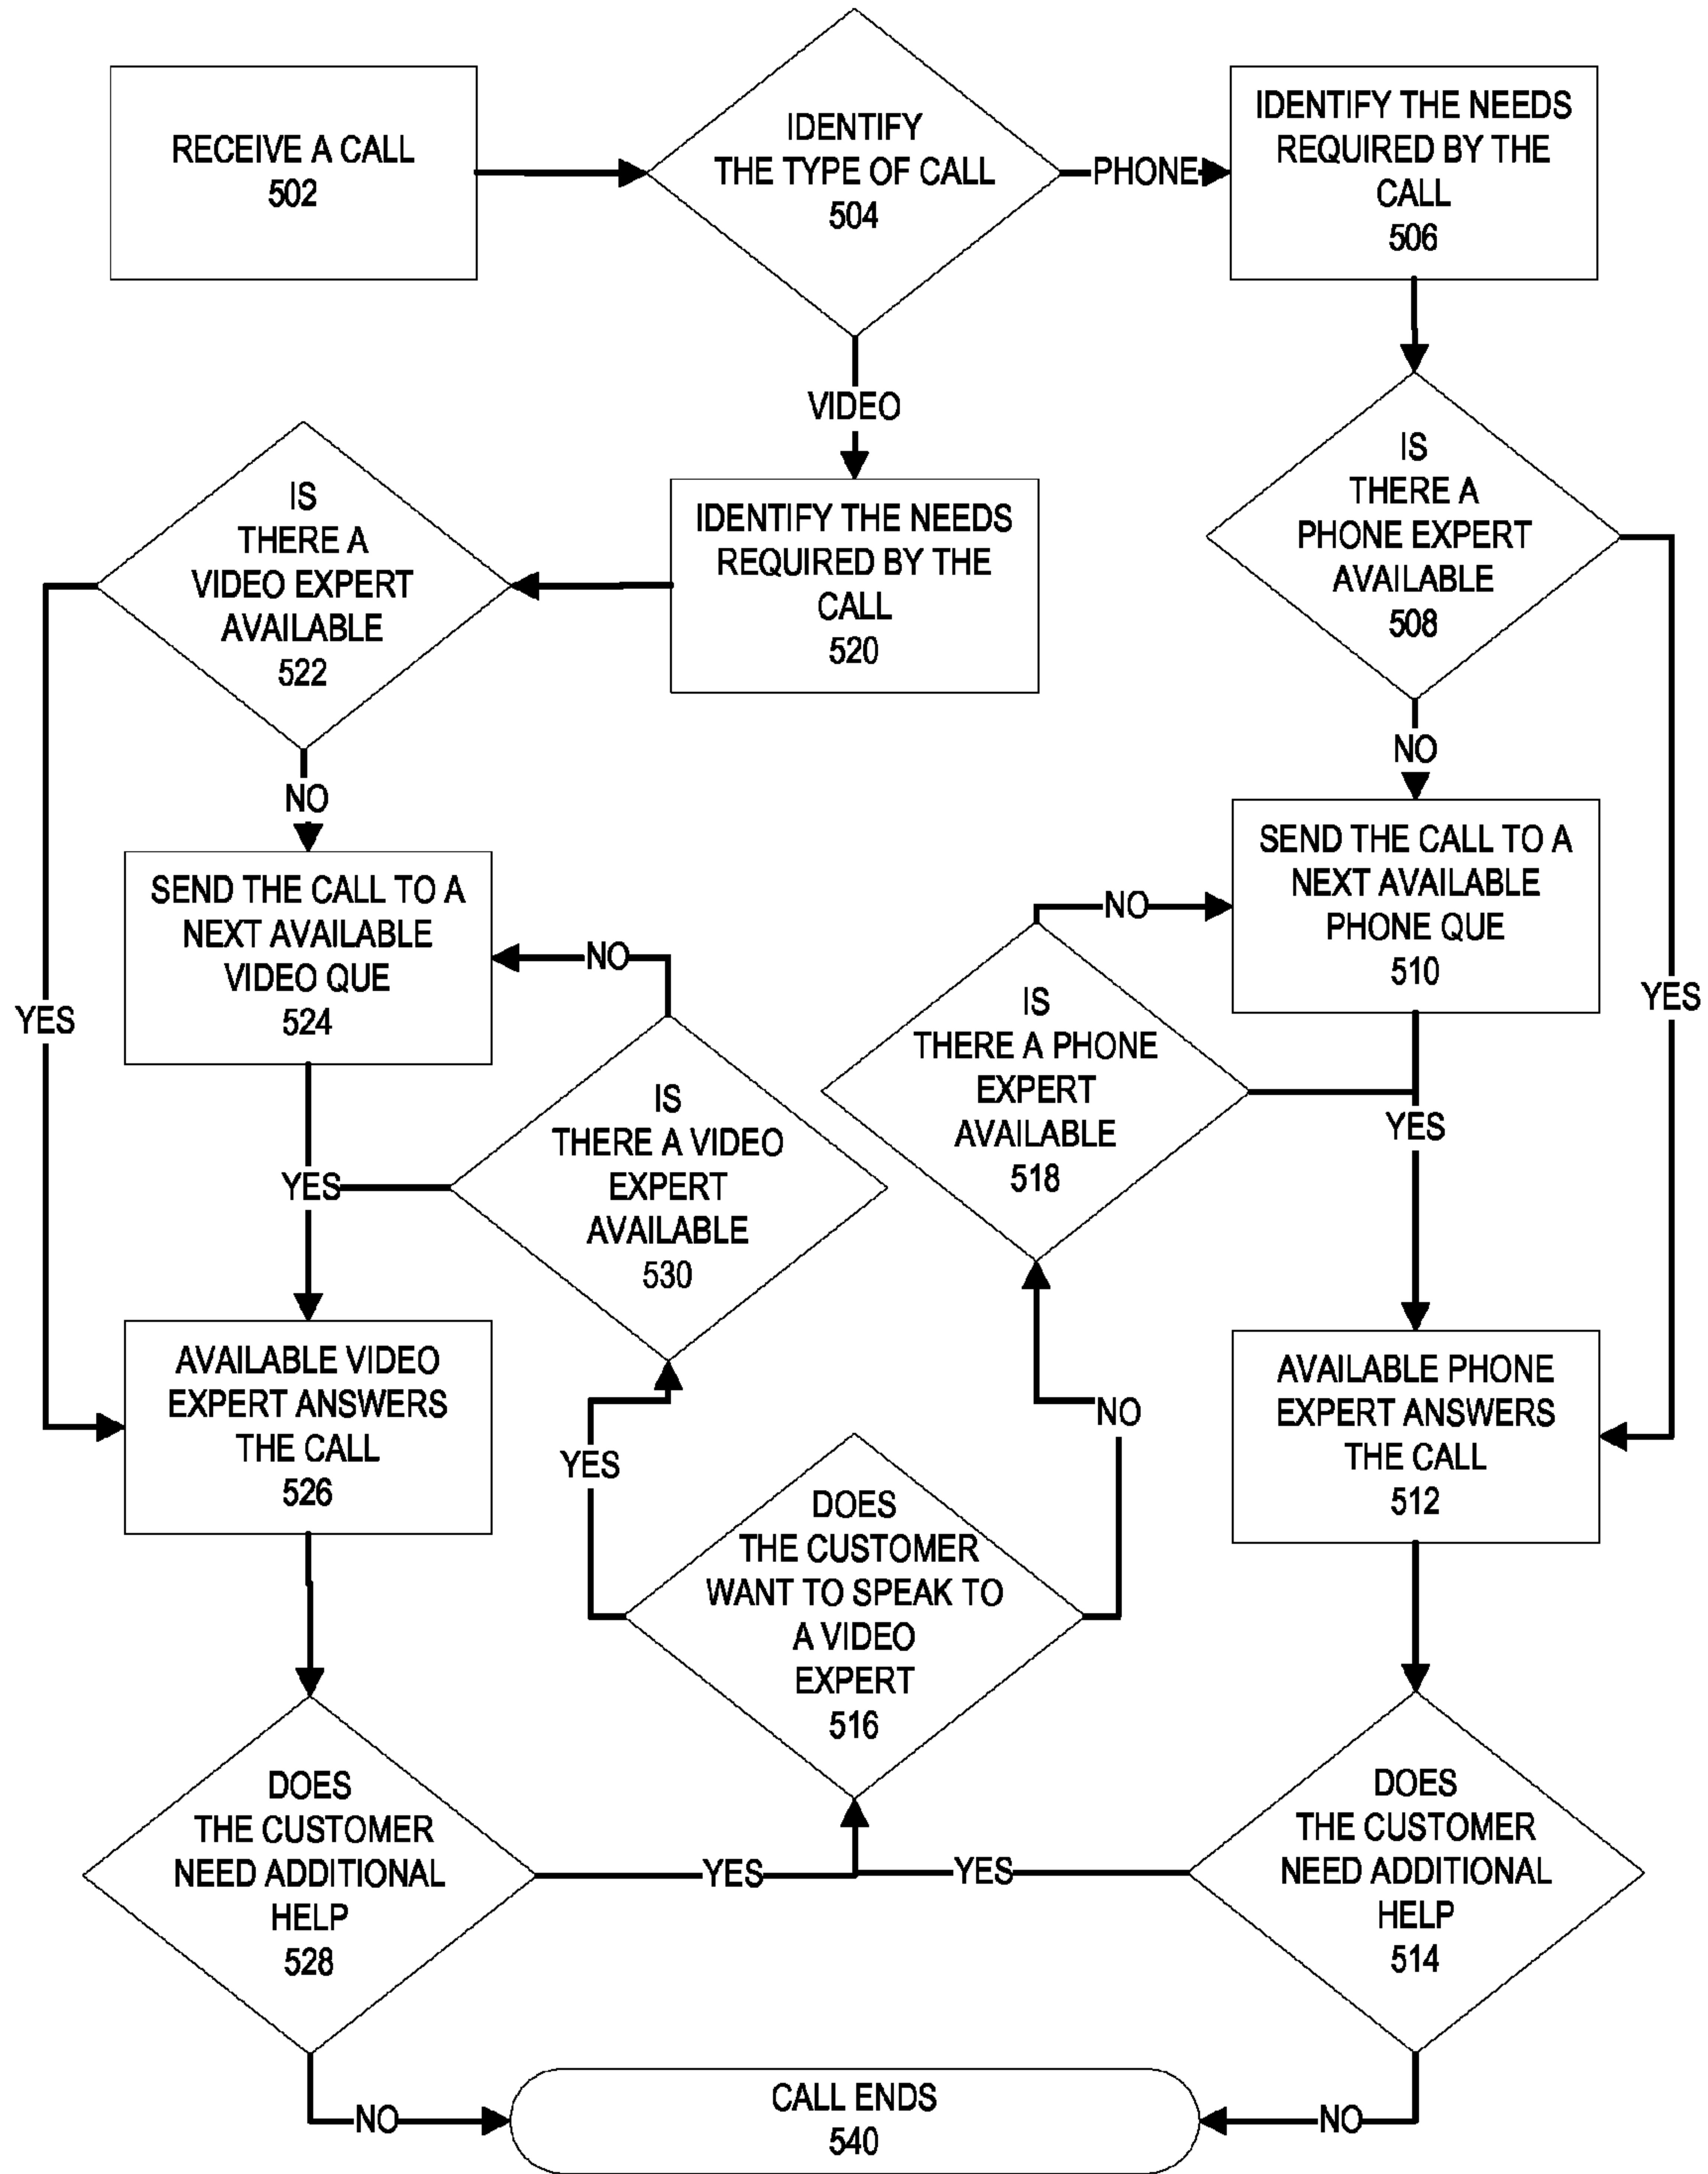 RECEIVE A CALL
502
IDENTIFY
THE TYPE OF CALL
504
PHONE
IDENTIFY THE NEEDS
REQUIRED BY THE
CALL
506
VIDEO
IS
THERE A
PHONE EXPERT
AVAILABLE
508
IS
THERE A
VIDEO EXPERT
AVAILABLE
522
IDENTIFY THE NEEDS
REQUIRED BY THE
CALL
520
NO
NO
SEND THE CALL TO A
NEXT AVAILABLE
PHONE QUE
510
SEND THE CALL TO A
NEXT AVAILABLE
VIDEO QUE
524
NO
NO
YES
YES
IS
THERE A PHONE
EXPERT
AVAILABLE
518
YES
IS
THERE A VIDEO
EXPERT
AVAILABLE
530
YES
AVAILABLE VIDEO
EXPERT ANSWERS
THE CALL
526
AVAILABLE PHONE
EXPERT ANSWERS
THE CALL
512
YES
NO
DOES
THE CUSTOMER
WANT TO SPEAK TO
A VIDEO
EXPERT
516
DOES
THE CUSTOMER
NEED ADDITIONAL
HELP
528
YES
YES
DOES
THE CUSTOMER
NEED ADDITIONAL
HELP
514
NO
CALL ENDS
540
NO